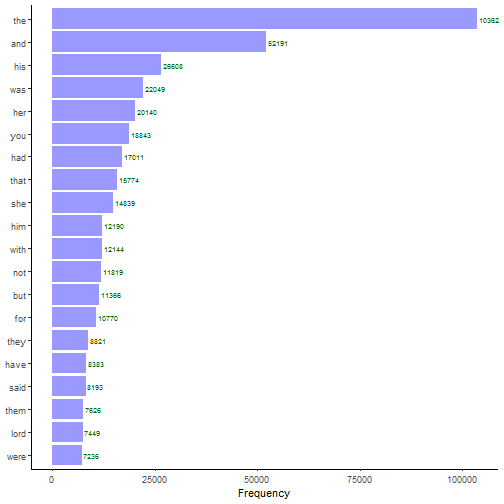 the 10362
and 52191
his 26608
was 22049
her 20140
you 18843
had 17011
that 15774
she 14839
him 12190
with 12144
not 11819
but 11366
for 10770
they 8821
have 8383
said 8193
them 7626
lord 7449
were 7236
0 25000 50000 75000 100000
Frequency